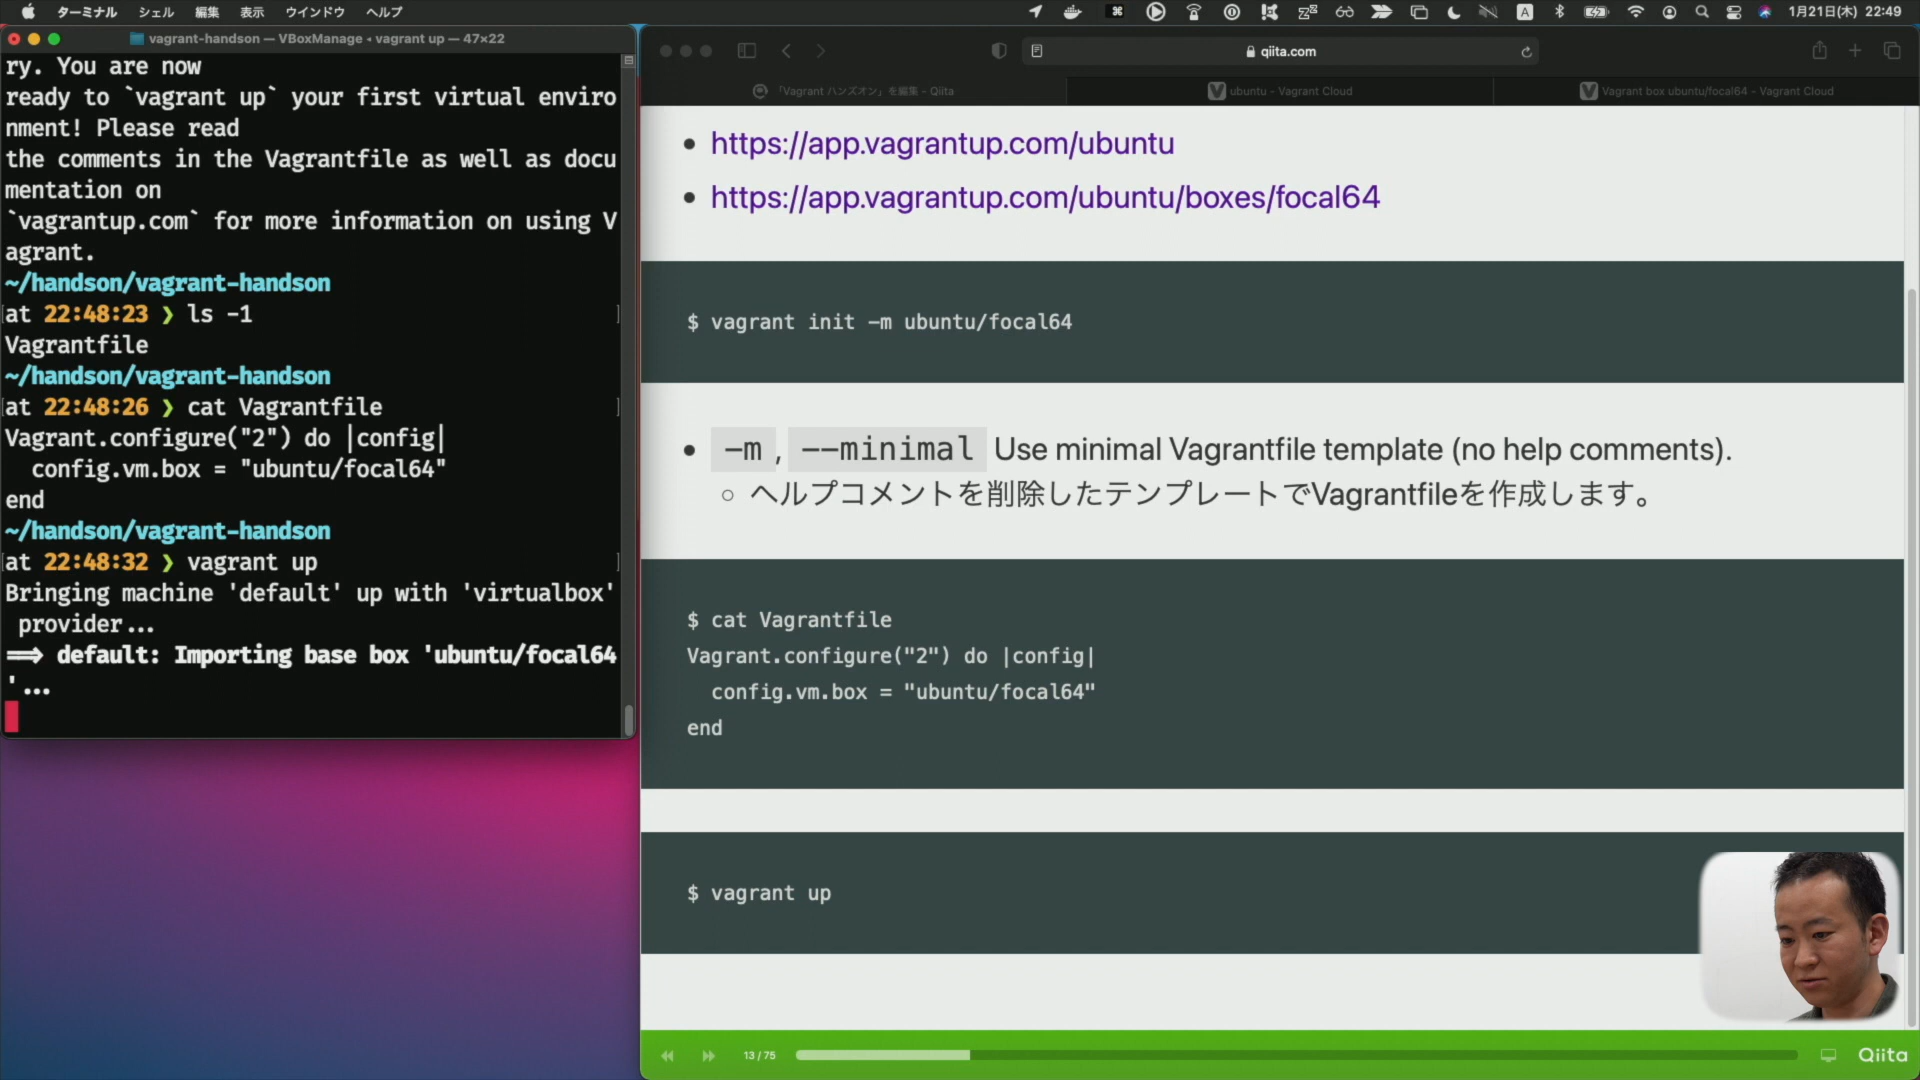 ターミナル シェル 編集 表示 ウインドウ ヘルプ
1月21日(木) 22:49
vagrant-handson — VBoxManage ◂ vagrant up — 47×22
ry. You are now
ready to `vagrant up` your first virtual enviro
nment! Please read
the comments in the Vagrantfile as well as docu
mentation on
`vagrantup.com` for more information on using V
agrant.
~/handson/vagrant-handson
at 22:48:23 ❯ ls -1
Vagrantfile
~/handson/vagrant-handson
at 22:48:26 ❯ cat Vagrantfile
Vagrant.configure("2") do |config|
  config.vm.box = "ubuntu/focal64"
end
~/handson/vagrant-handson
at 22:48:32 ❯ vagrant up
Bringing machine 'default' up with 'virtualbox'
 provider...
==> default: Importing base box 'ubuntu/focal64
'...
qiita.com
「Vagrant ハンズオン」を編集 - Qiita
ubuntu - Vagrant Cloud
Vagrant box ubuntu/focal64 - Vagrant Cloud
https://app.vagrantup.com/ubuntu
https://app.vagrantup.com/ubuntu/boxes/focal64
$ vagrant init -m ubuntu/focal64
-m , --minimal Use minimal Vagrantfile template (no help comments).
ヘルプコメントを削除したテンプレートでVagrantfileを作成します。
$ cat Vagrantfile
Vagrant.configure("2") do |config|
  config.vm.box = "ubuntu/focal64"
end
$ vagrant up
13 / 75
Qiita